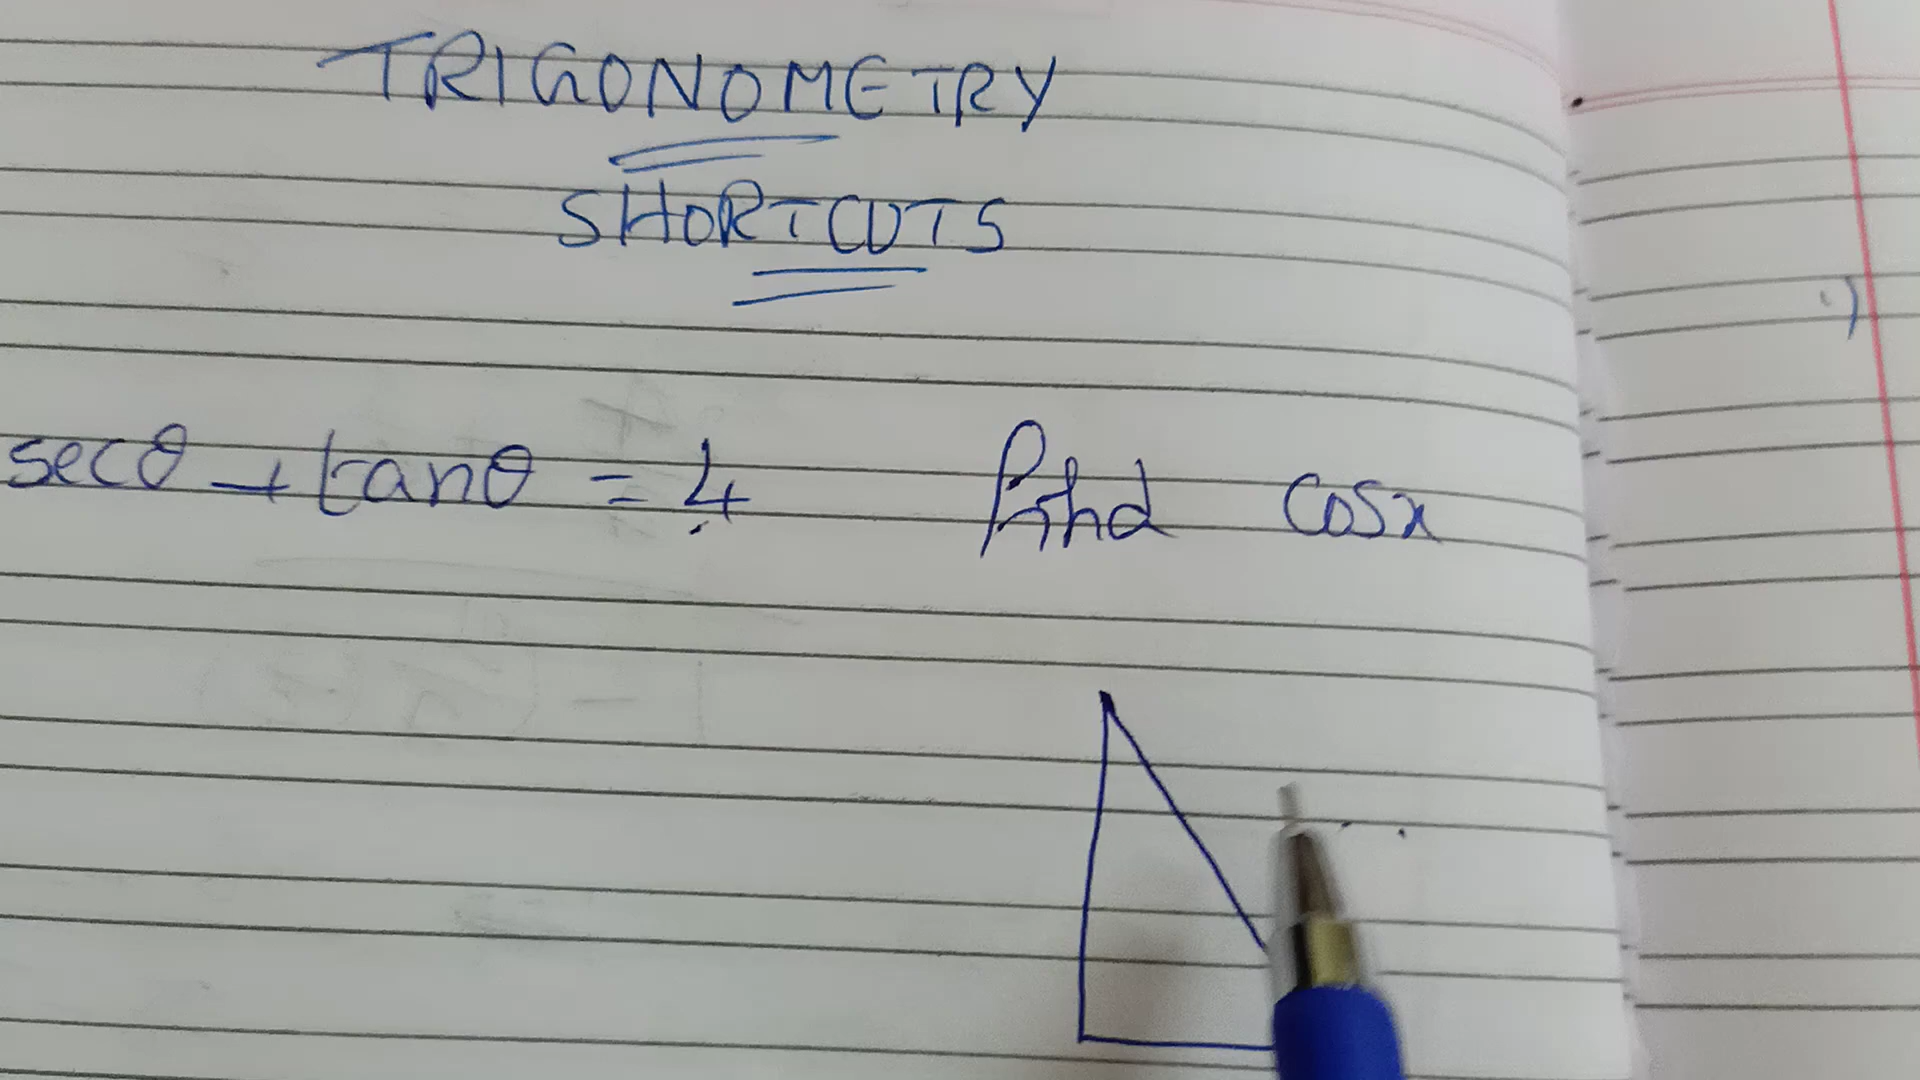 TRIGONOMETRY
SHORTCUTS
secθ + tanθ = 4 find cosx